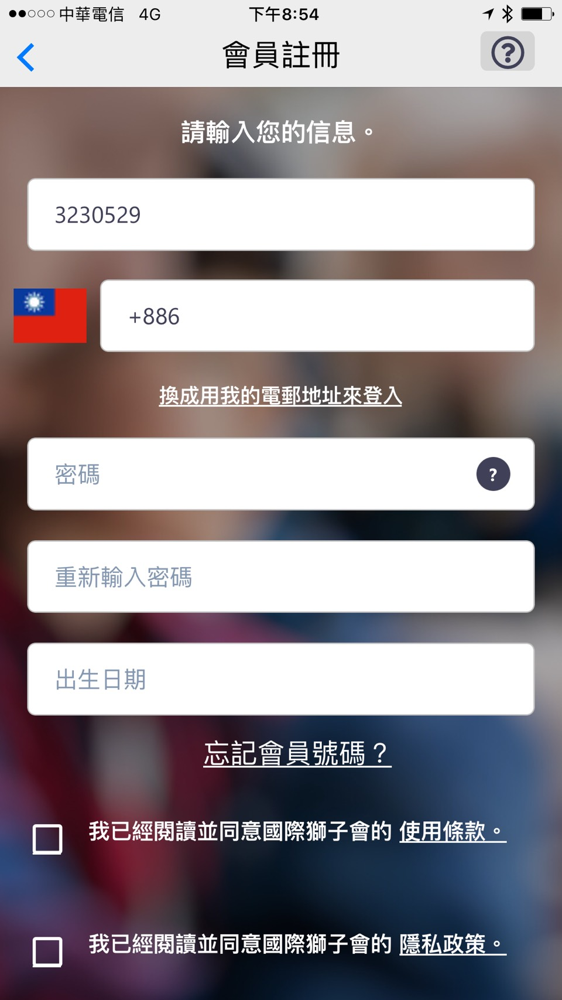 中華電信 4G 下午8:54
會員註冊
?
請輸入您的信息。
3230529
+886
換成用我的電郵地址來登入
密碼 ?
重新輸入密碼
出生日期
忘記會員號碼？
我已經閱讀並同意國際獅子會的 使用條款。
我已經閱讀並同意國際獅子會的 隱私政策。